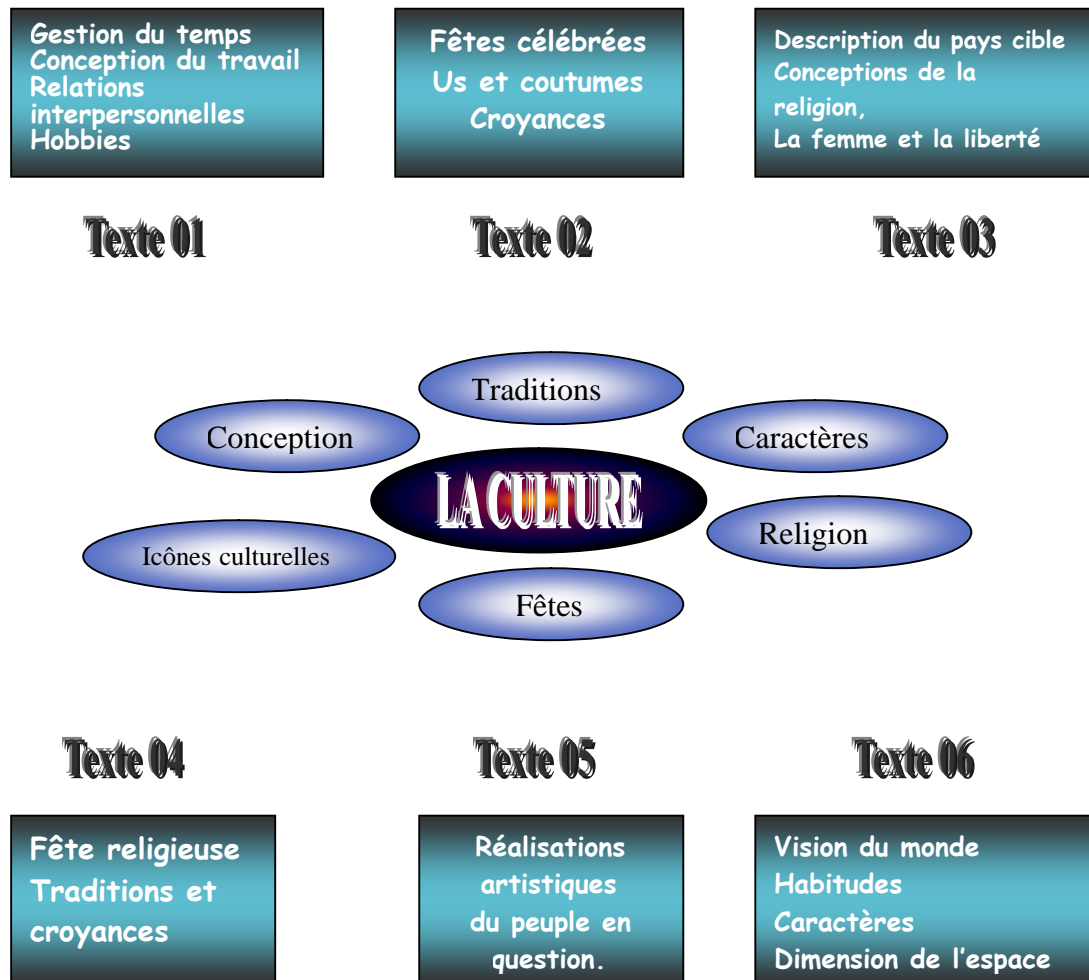 Gestion du temps
Conception du travail
Relations
interpersonnelles
Hobbies
Fêtes célébrées
Us et coutumes
Croyances
Description du pays cible
Conceptions de la
religion,
La femme et la liberté
Texte 01
Texte 02
Texte 03
Traditions
Conception
Caractères
LA CULTURE
Religion
Icônes culturelles
Fêtes
Texte 04
Texte 05
Texte 06
Fête religieuse
Traditions et
croyances
Réalisations
artistiques
du peuple en
question.
Vision du monde
Habitudes
Caractères
Dimension de l'espace